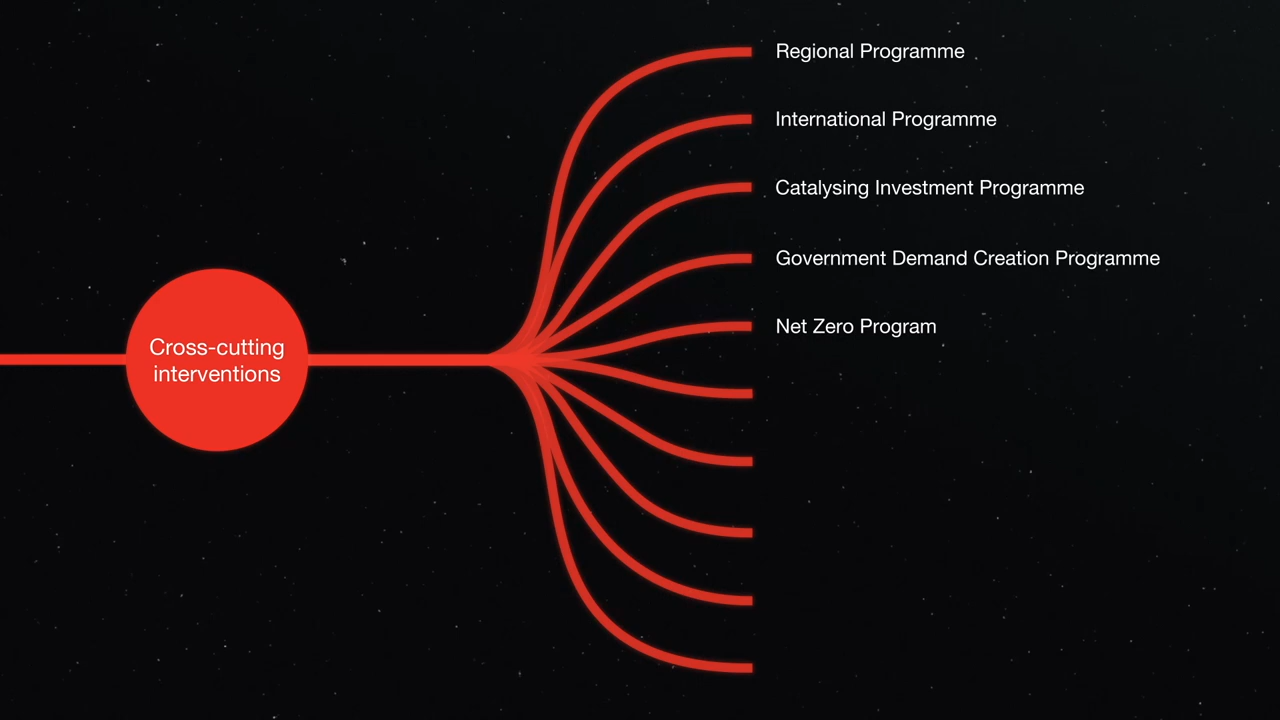 Regional Programme
International Programme
Catalysing Investment Programme
Government Demand Creation Programme
Net Zero Program
Cross-cutting
interventions